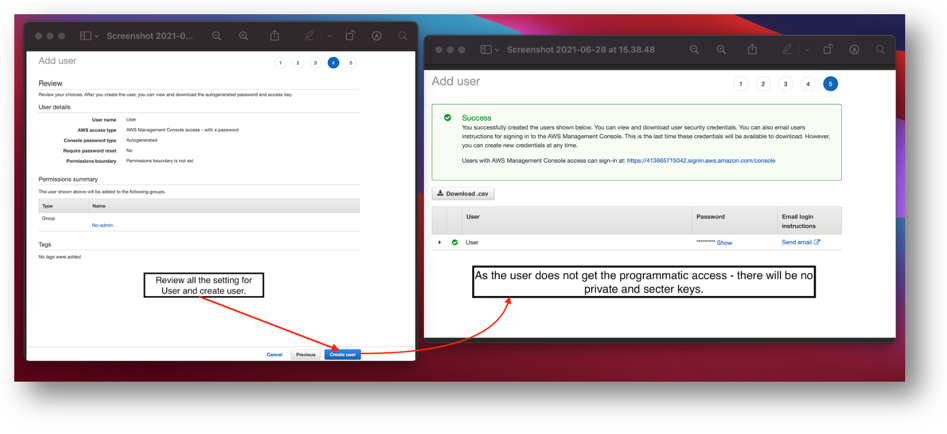 Screenshot 2021-0...
Add user
1 2 3 4 5
Review
Review your choices. After you create the user, you can view and download the autogenerated password and access key.
User details
User name User
AWS access type AWS Management Console access - with a password
Console password type Autogenerated
Require password reset No
Permissions boundary Permissions boundary is not set
Permissions summary
The user shown above will be added to the following groups.
Type Name
Group
No-admin
Tags
No tags were added.
Review all the setting for
User and create user.
Cancel Previous Create user
Screenshot 2021-06-28 at 15.38.48
Add user
1 2 3 4 5
Success
You successfully created the users shown below. You can view and download user security credentials. You can also email users
instructions for signing in to the AWS Management Console. This is the last time these credentials will be available to download. However,
you can create new credentials at any time.
Users with AWS Management Console access can sign-in at: https://413665715042.signin.aws.amazon.com/console
Download .csv
User Password Email login
instructions
User ********* Show Send email
As the user does not get the programmatic access - there will be no
private and secter keys.